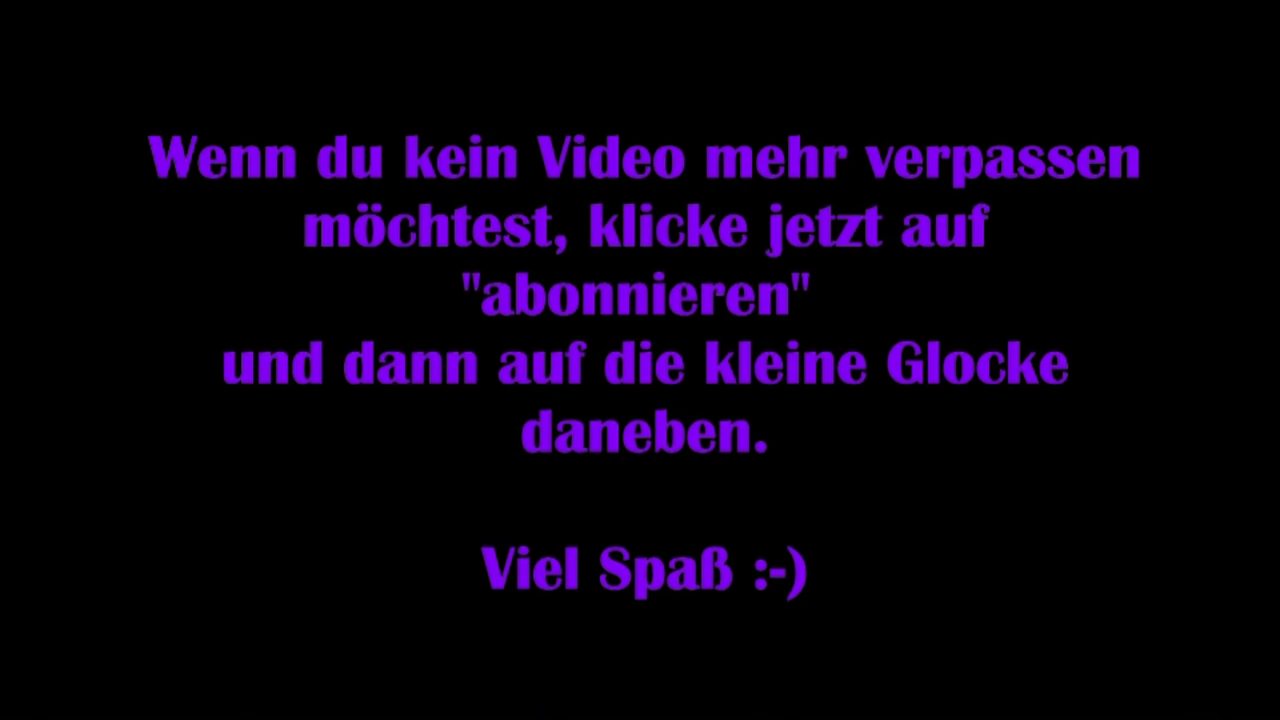 Wenn du kein Video mehr verpassen
möchtest, klicke jetzt auf
"abonnieren"
und dann auf die kleine Glocke
daneben.
Viel Spaß :-)